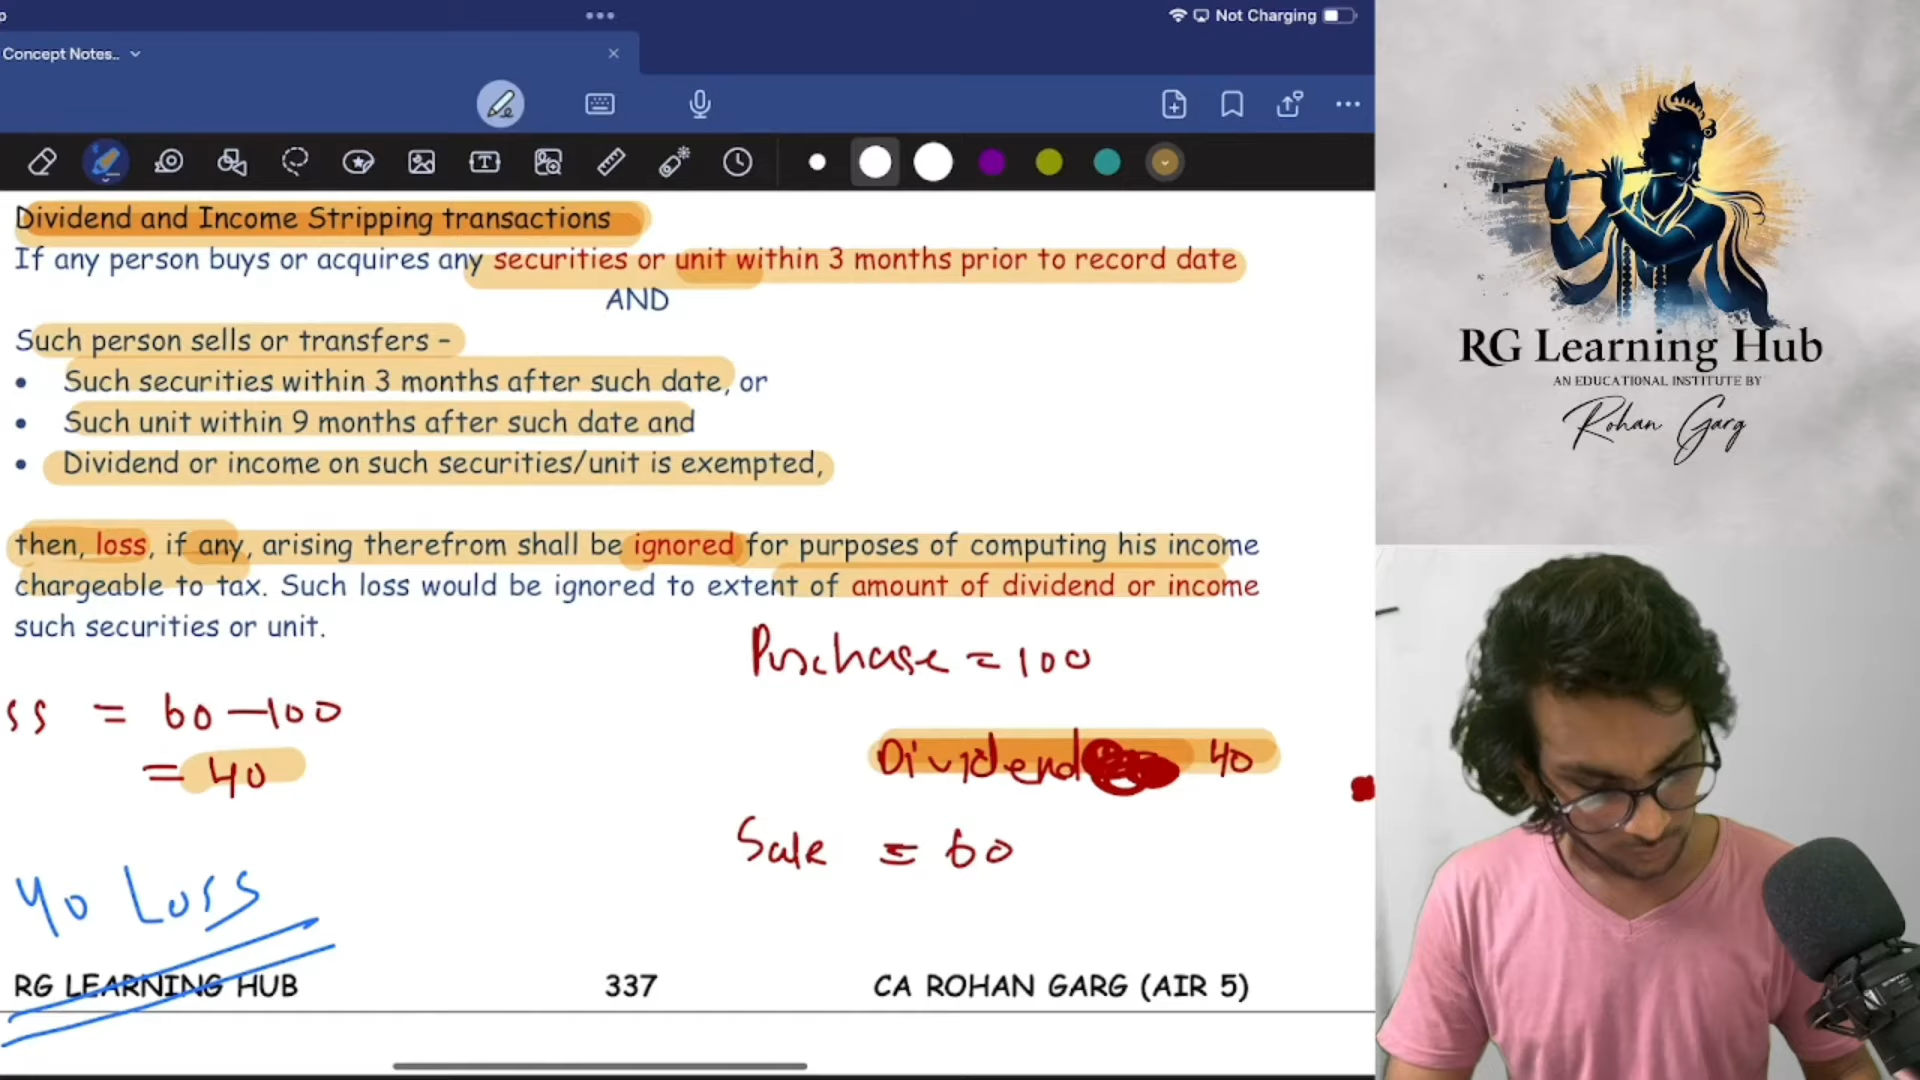 Not Charging
Concept Notes..
Dividend and Income Stripping transactions
If any person buys or acquires any securities or unit within 3 months prior to record date
AND
Such person sells or transfers –
• Such securities within 3 months after such date, or
• Such unit within 9 months after such date and
• Dividend or income on such securities/unit is exempted,
then, loss, if any, arising therefrom shall be ignored for purposes of computing his income
chargeable to tax. Such loss would be ignored to extent of amount of dividend or income
such securities or unit.
Purchase = 100
ss = 60 – 100
= 40
Dividend 40
Sale = 60
40 Loss
RG LEARNING HUB 337 CA ROHAN GARG (AIR 5)
RG Learning Hub
AN EDUCATIONAL INSTITUTE BY
Rohan Garg